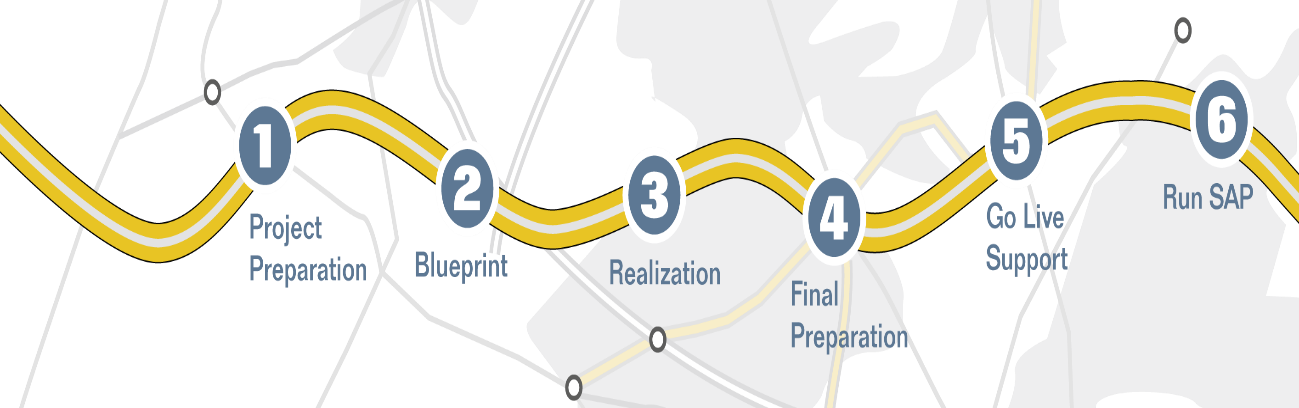 1
Project
Preparation
2
Blueprint
3
Realization
4
Final
Preparation
5
Go Live
Support
6
Run SAP